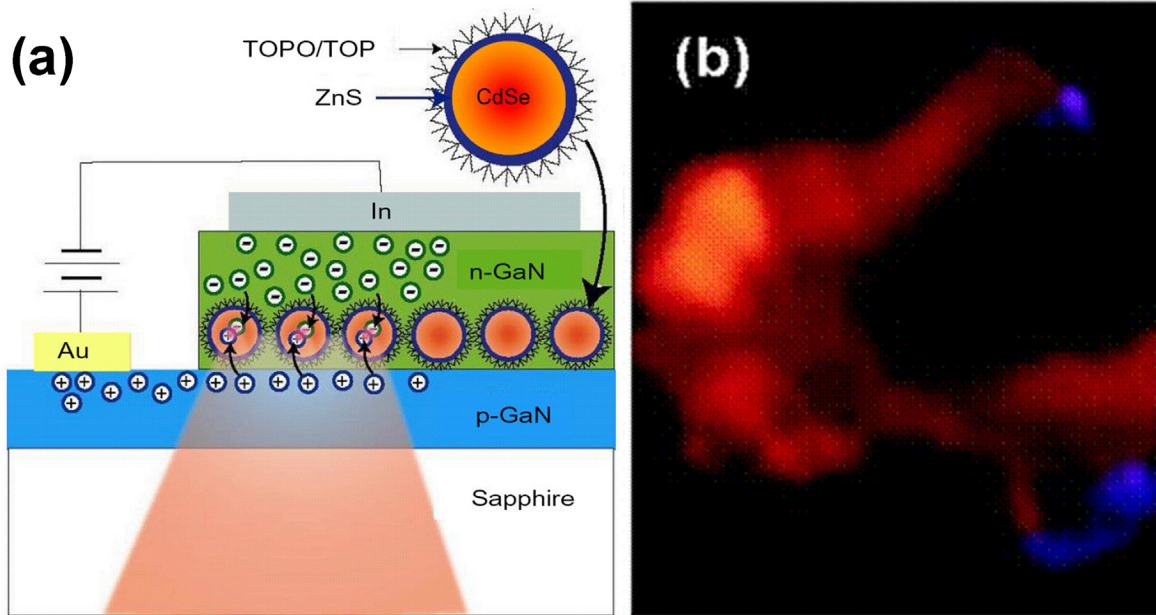 (a)
TOPO/TOP
ZnS
CdSe
In
n-GaN
Au
p-GaN
Sapphire
(b)